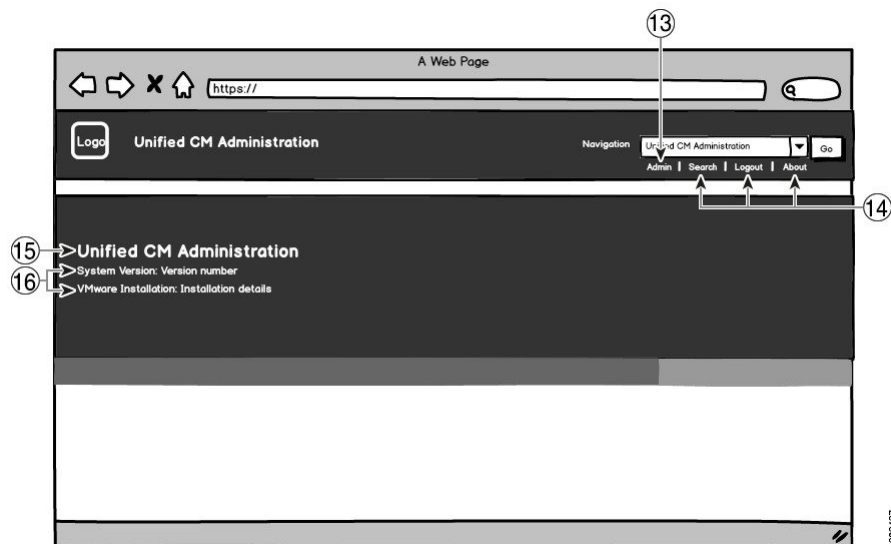 13
A Web Page
https://
Logo
Unified CM Administration
Navigation
Unified CM Administration
Go
Admin | Search | Logout | About
14
15
Unified CM Administration
16
System Version: Version number
VMware Installation: Installation details